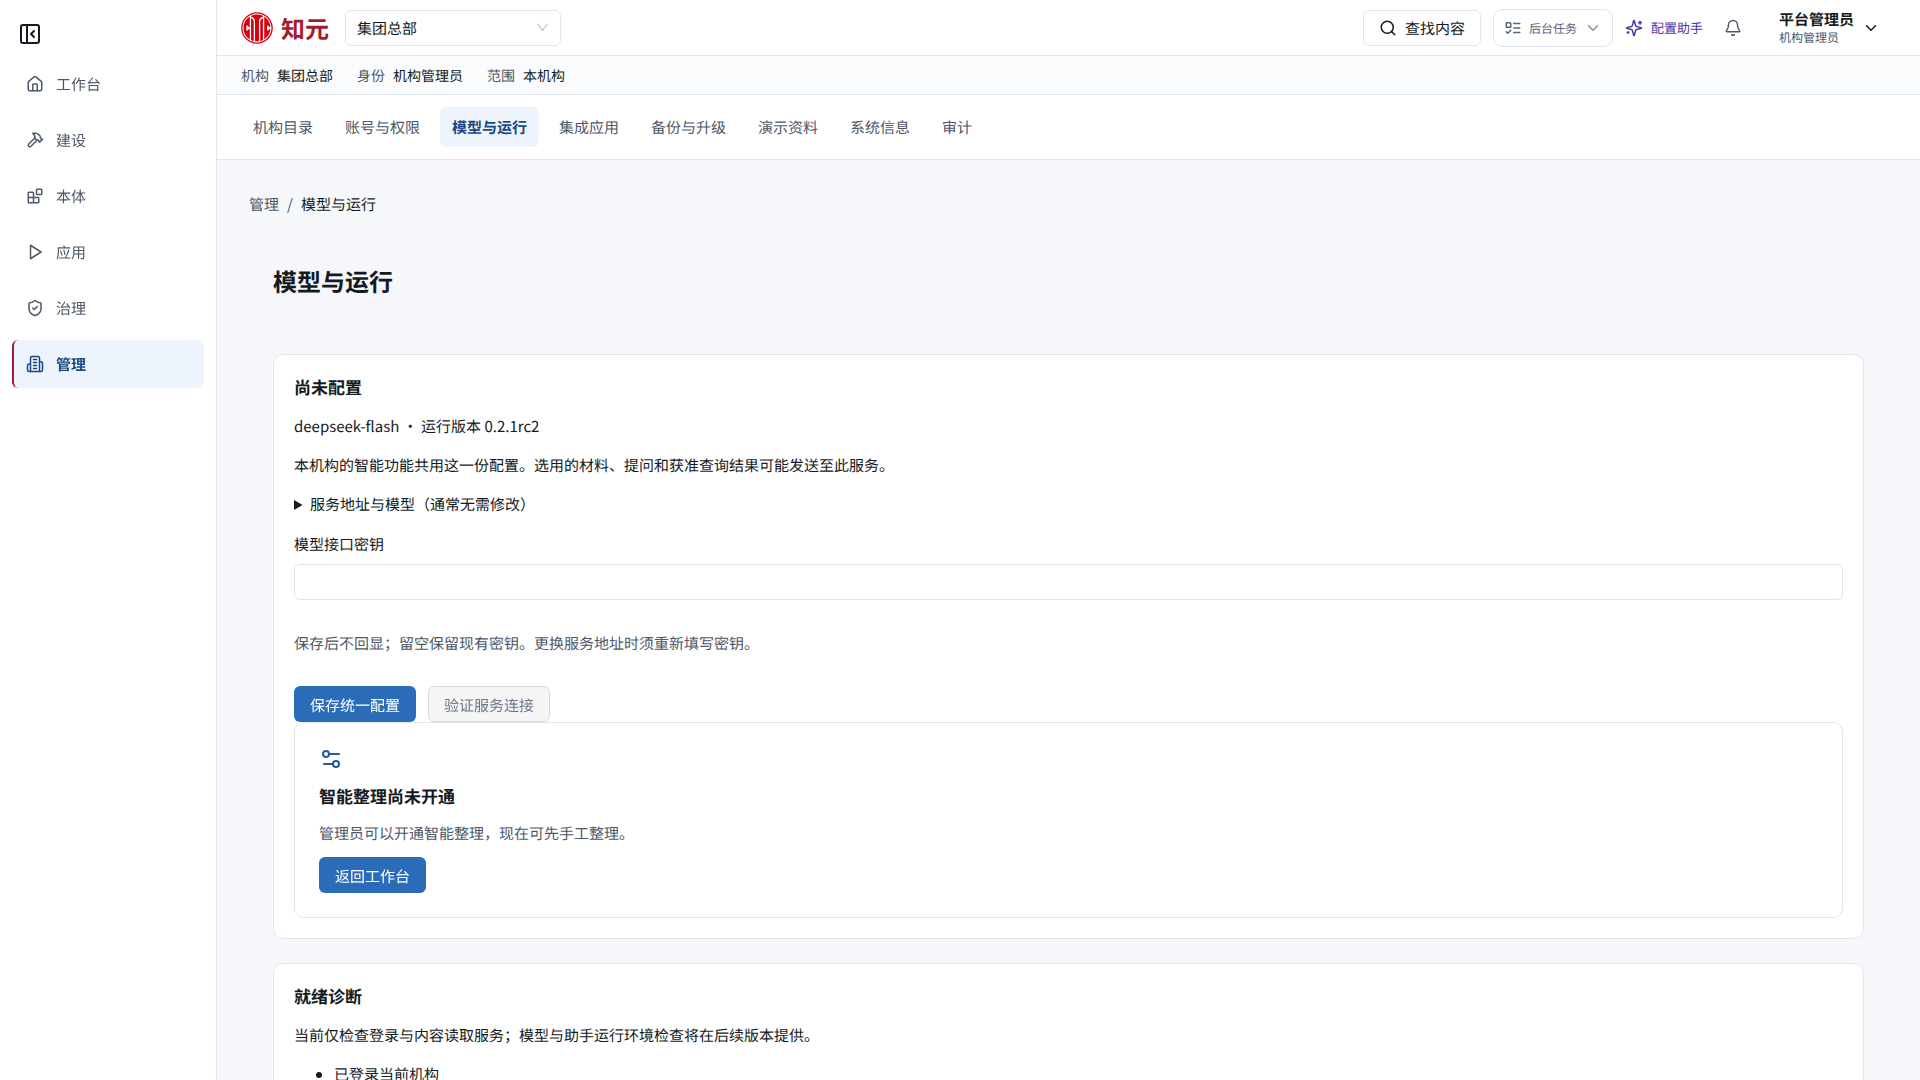 知元
集团总部
查找内容
后台任务
配置助手
平台管理员
机构管理员
机构 集团总部 身份 机构管理员 范围 本机构
工作台
建设
本体
应用
治理
管理
机构目录 账号与权限 模型与运行 集成应用 备份与升级 演示资料 系统信息 审计
管理 / 模型与运行
模型与运行
尚未配置
deepseek-flash · 运行版本 0.2.1rc2
本机构的智能功能共用这一份配置。选用的材料、提问和获准查询结果可能发送至此服务。
服务地址与模型（通常无需修改）
模型接口密钥
保存后不回显；留空保留现有密钥。更换服务地址时须重新填写密钥。
保存统一配置 验证服务连接
智能整理尚未开通
管理员可以开通智能整理，现在可先手工整理。
返回工作台
就绪诊断
当前仅检查登录与内容读取服务；模型与助手运行环境检查将在后续版本提供。
已登录当前机构